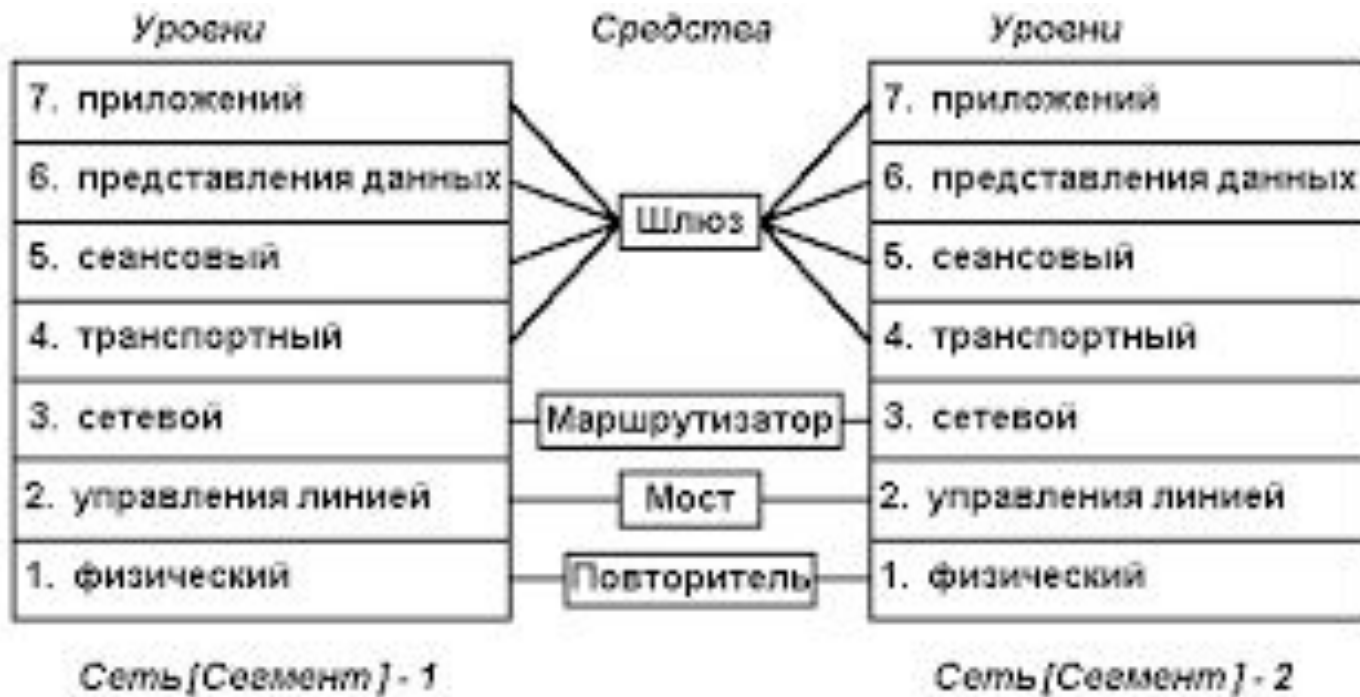 Уровни
Средства
Уровни
7. приложений
6. представления данных
5. сеансовый
4. транспортный
3. сетевой
2. управления линией
1. физический
Шлюз
Маршрутизатор
Мост
Повторитель
7. приложений
6. представления данных
5. сеансовый
4. транспортный
3. сетевой
2. управления линией
1. физический
Сеть [Сегмент] - 1
Сеть [Сегмент] - 2